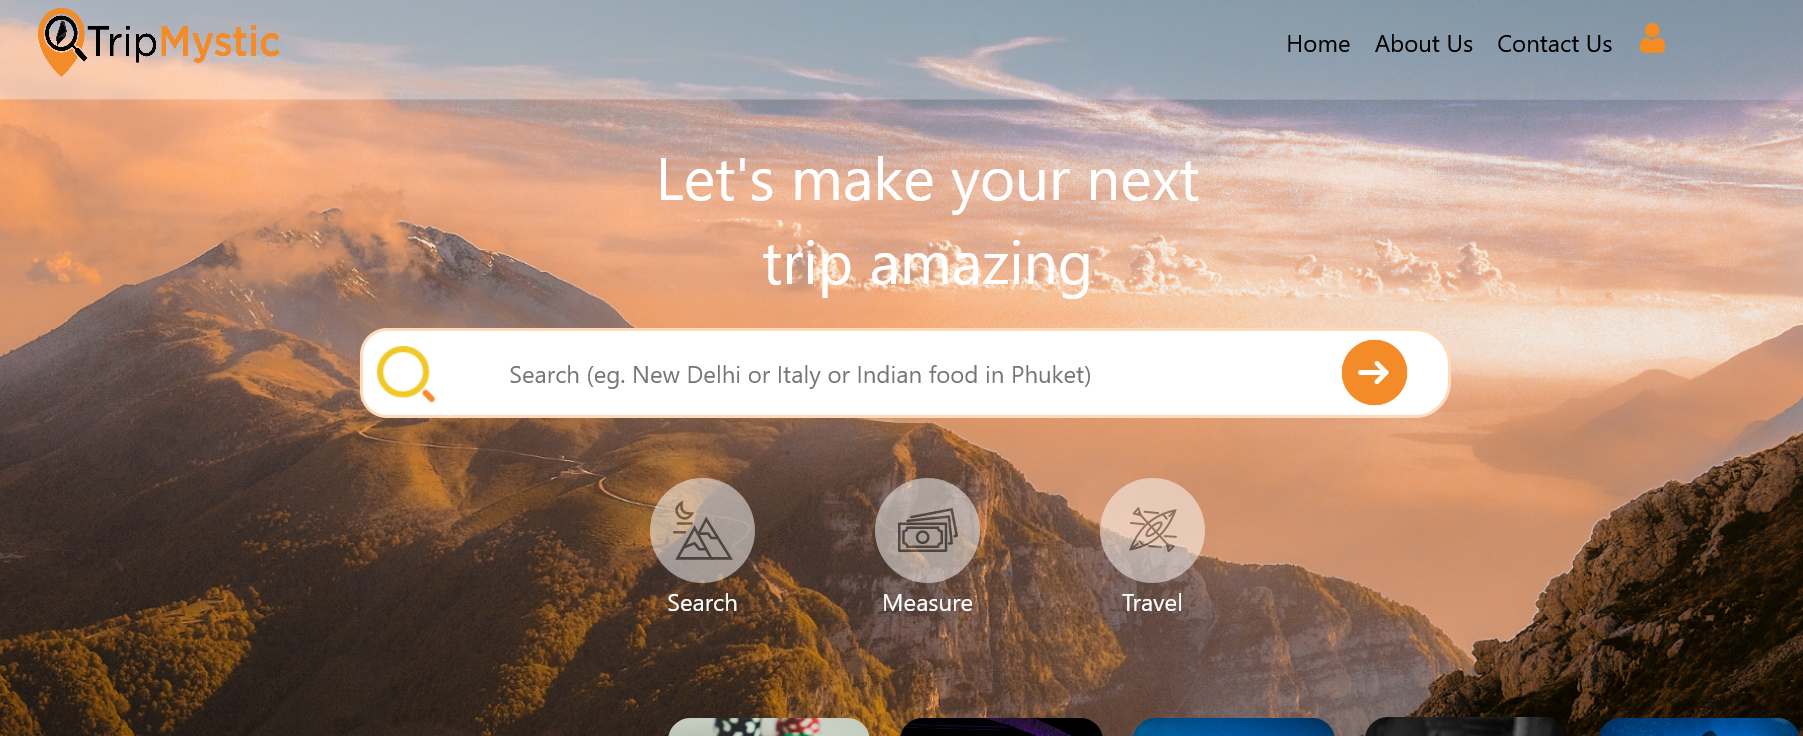 TripMystic
Home About Us Contact Us
Let's make your next
trip amazing
Search (eg. New Delhi or Italy or Indian food in Phuket)
Search Measure Travel